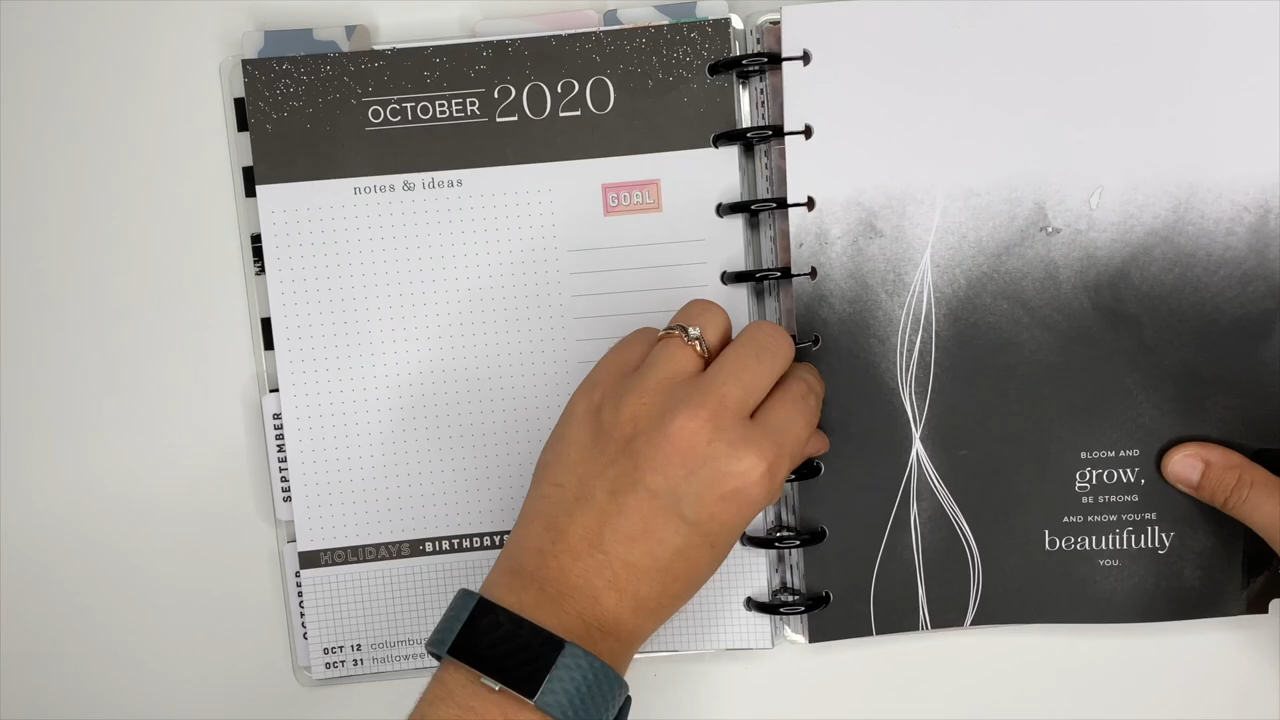 OCTOBER 2020
notes & ideas
GOAL
SEPTEMBER
HOLIDAYS · BIRTHDAYS
OCTOBER
OCT 12 columbus
OCT 31 hallowee
BLOOM AND
grow,
BE STRONG
AND KNOW YOU'RE
beautifully
YOU.